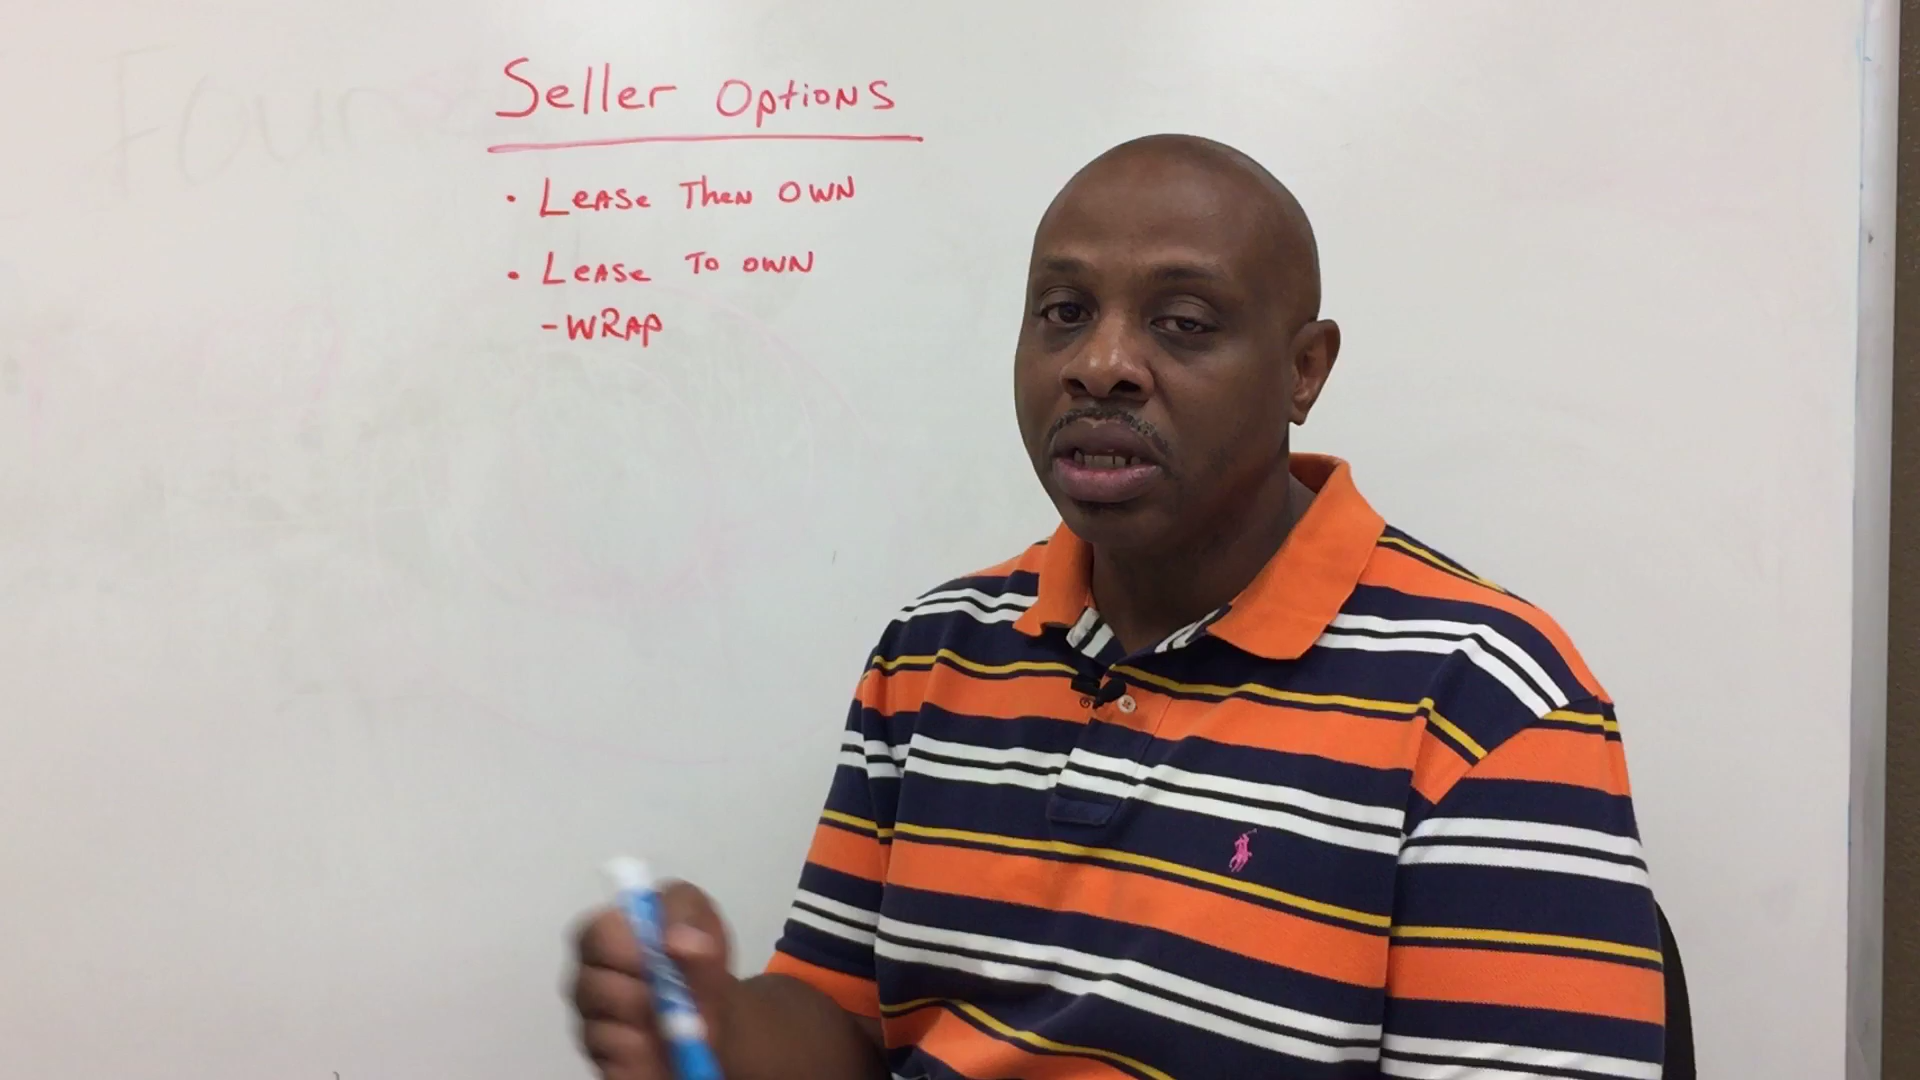 Seller Options
• Lease Then Own
• Lease To Own
- WRAP